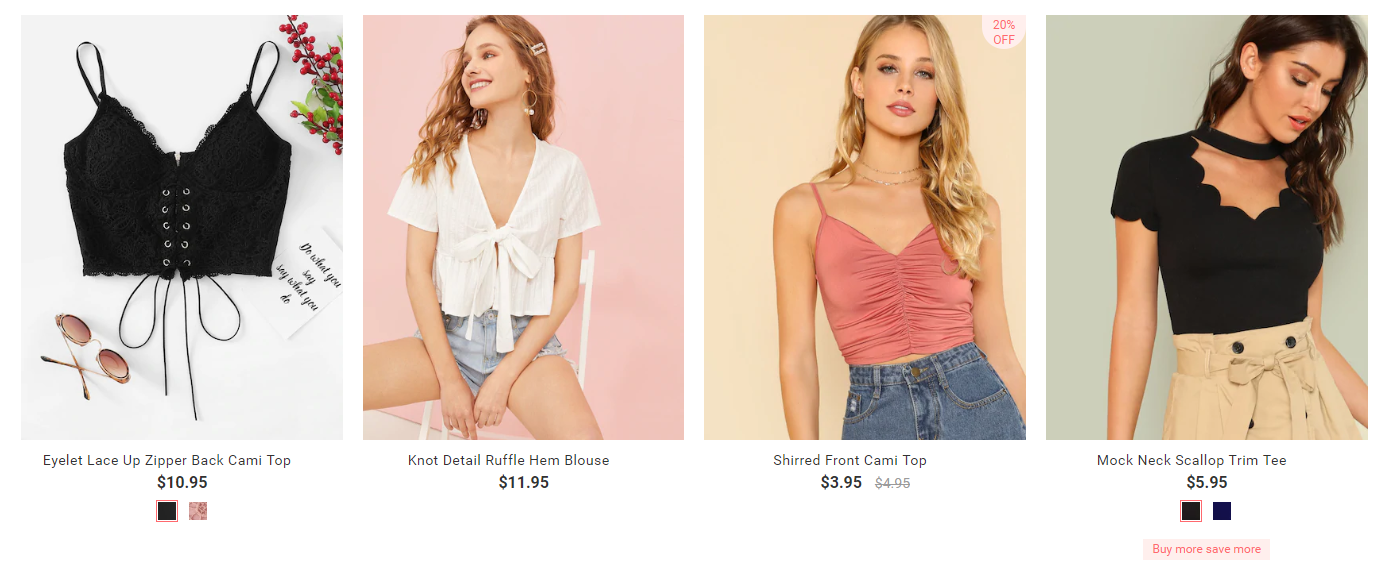 20%
OFF
Do what you
say
say what you
do
Eyelet Lace Up Zipper Back Cami Top
$10.95
Knot Detail Ruffle Hem Blouse
$11.95
Shirred Front Cami Top
$3.95 $4.95
Mock Neck Scallop Trim Tee
$5.95
Buy more save more